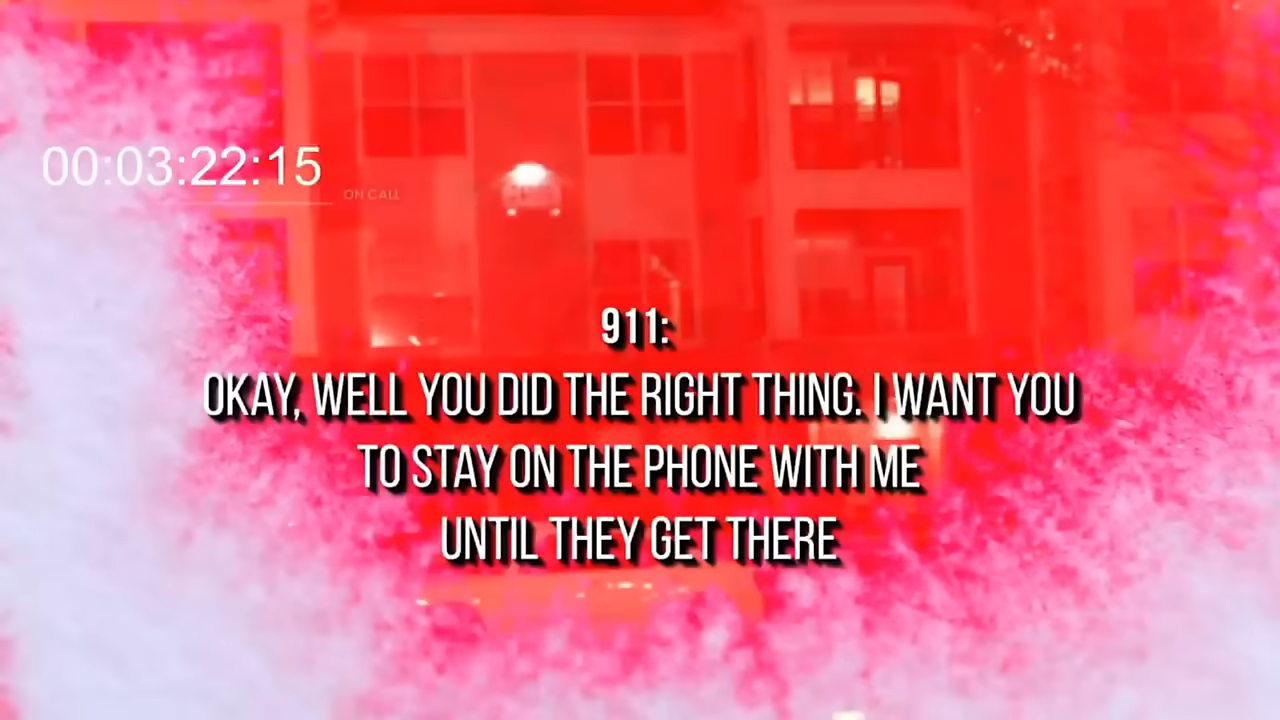 00:03:22:15
ON CALL
911:
OKAY, WELL YOU DID THE RIGHT THING. I WANT YOU
TO STAY ON THE PHONE WITH ME
UNTIL THEY GET THERE